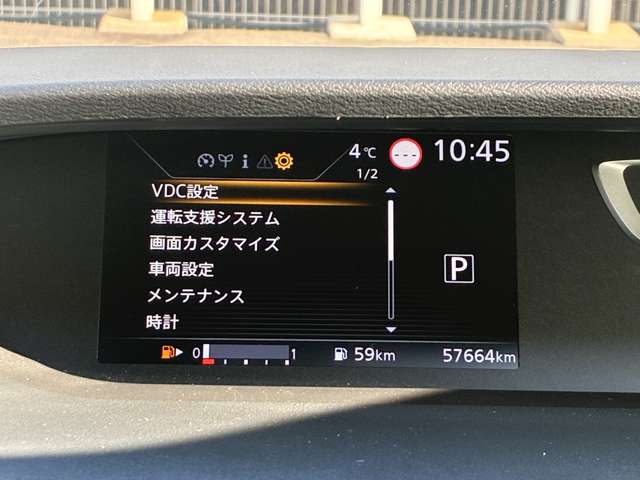 4℃
--- 10:45
1/2
VDC設定
運転支援システム
画面カスタマイズ
車両設定
メンテナンス
時計
P
0 1
59km
57664km